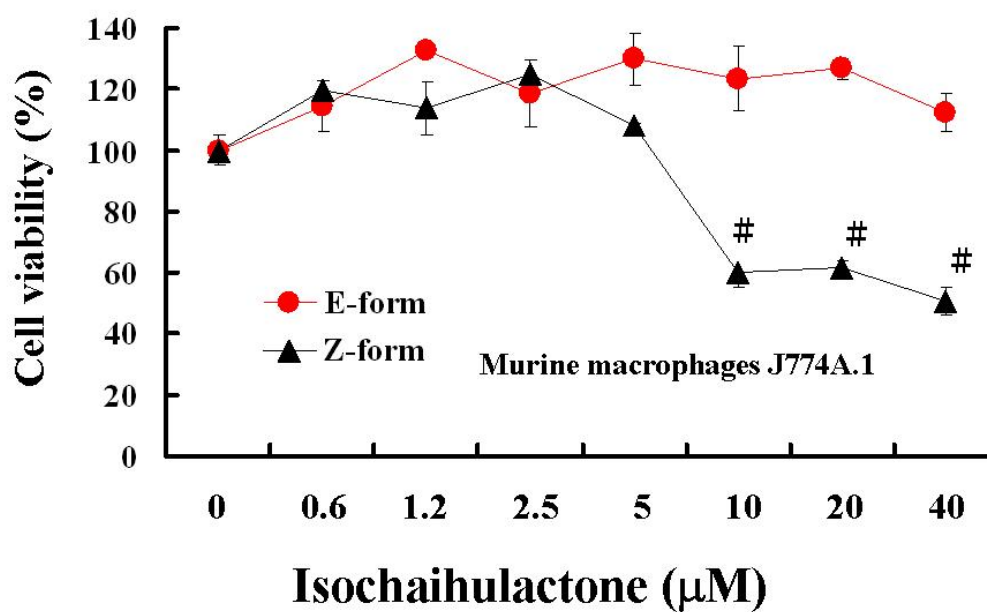 Cell viability (%)
140
120
100
80
60
40
20
0
#
#
#
E-form
Z-form
Murine macrophages J774A.1
0 0.6 1.2 2.5 5 10 20 40
Isochaihulactone (μM)